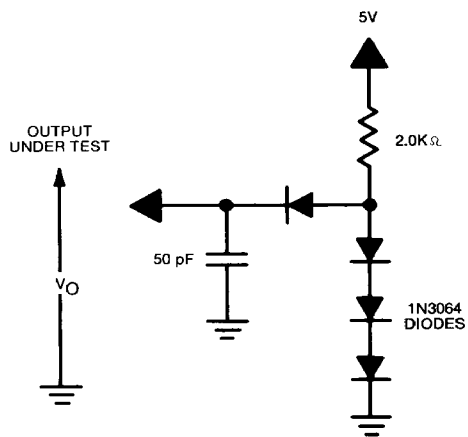 5V
2.0KΩ
OUTPUT
UNDER TEST
50 pF
VO
1N3064
DIODES